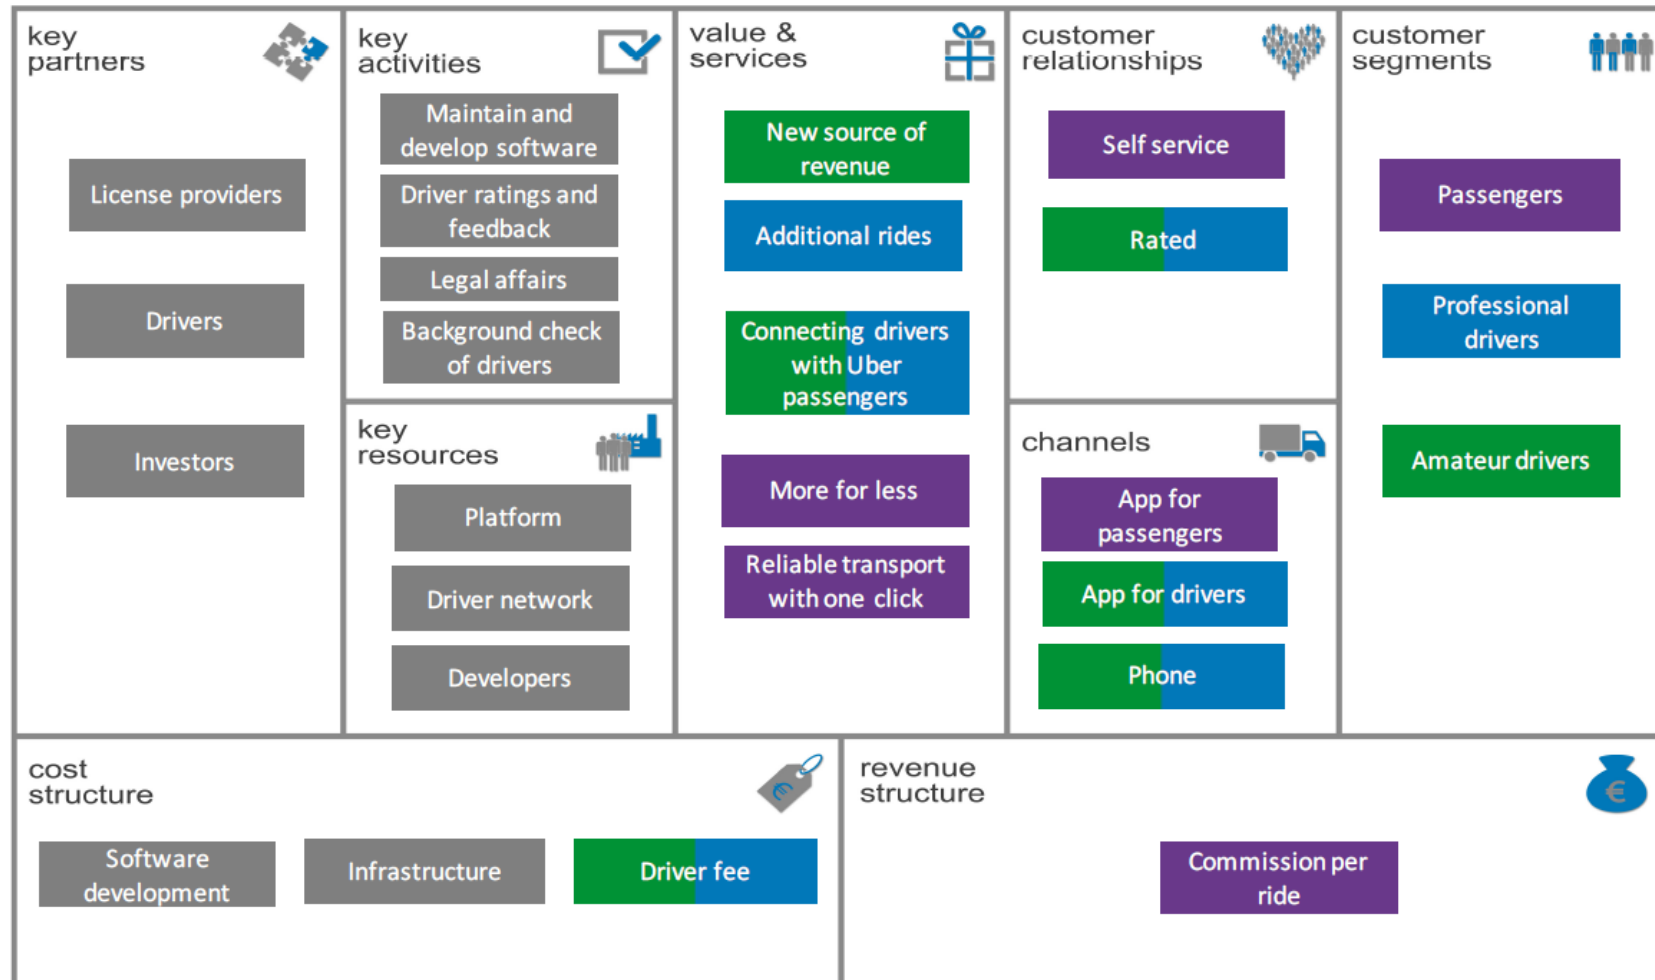 key
partners
License providers
Drivers
Investors
key
activities
Maintain and
develop software
Driver ratings and
feedback
Legal affairs
Background check
of drivers
key
resources
Platform
Driver network
Developers
value &
services
New source of
revenue
Additional rides
Connecting drivers
with Uber
passengers
More for less
Reliable transport
with one click
customer
relationships
Self service
Rated
channels
App for
passengers
App for drivers
Phone
customer
segments
Passengers
Professional
drivers
Amateur drivers
cost
structure
€
Software
development
Infrastructure
Driver fee
revenue
structure
€
Commission per
ride